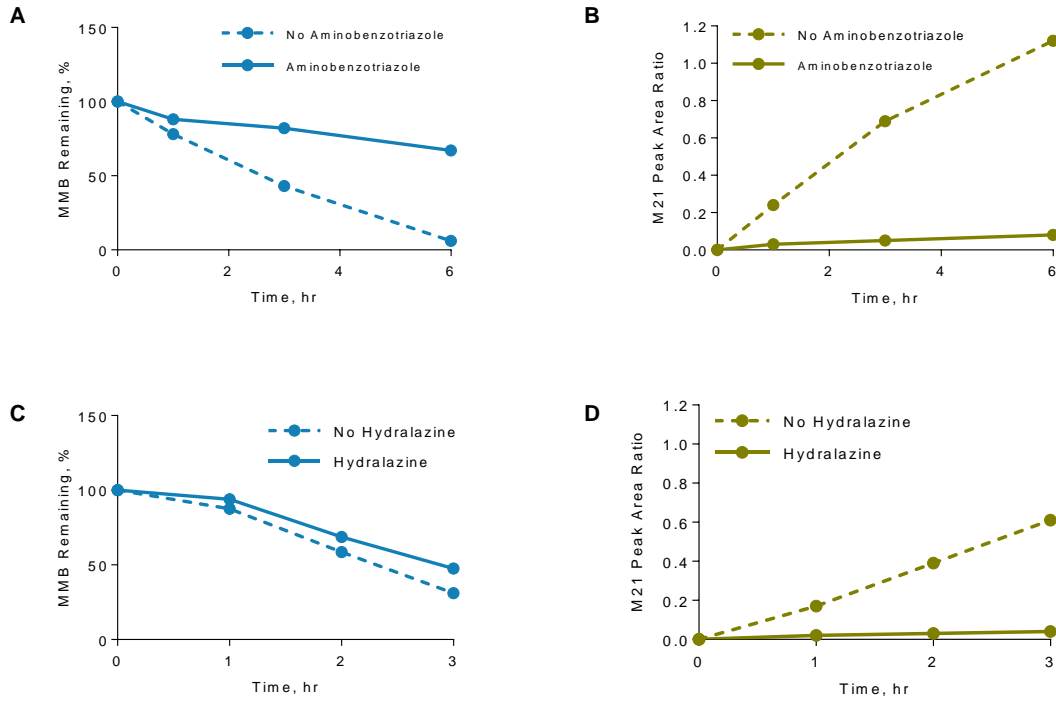 A
150
100
50
0
MMB Remaining, %
No Aminobenzotriazole
Aminobenzotriazole
0 2 4 6
Time, hr
B
1.2
1.0
0.8
0.6
0.4
0.2
0.0
M21 Peak Area Ratio
No Aminobenzotriazole
Aminobenzotriazole
0 2 4 6
Time, hr
C
150
100
50
0
MMB Remaining, %
No Hydralazine
Hydralazine
0 1 2 3
Time, hr
D
1.2
1.0
0.8
0.6
0.4
0.2
0.0
M21 Peak Area Ratio
No Hydralazine
Hydralazine
0 1 2 3
Time, hr